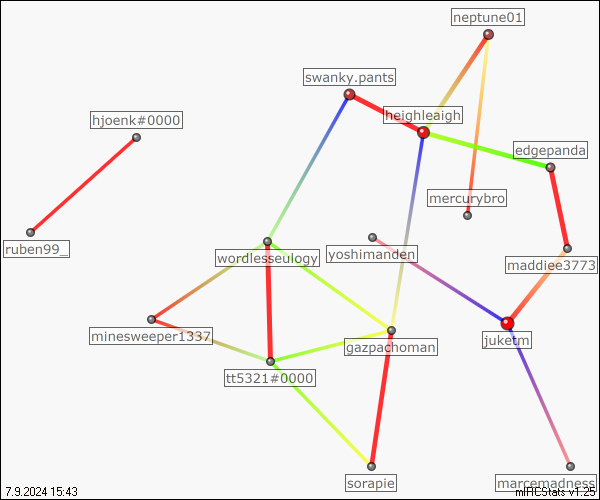 neptune01
swanky.pants
heighleaigh
hjoenk#0000
edgepanda
mercurybro
ruben99_
wordlesseulogy
yoshimanden
maddiee3773
minesweeper1337
gazpachoman
juketm
tt5321#0000
sorapie
marcemadness
7.9.2024 15:43
mIRCStats v1.25